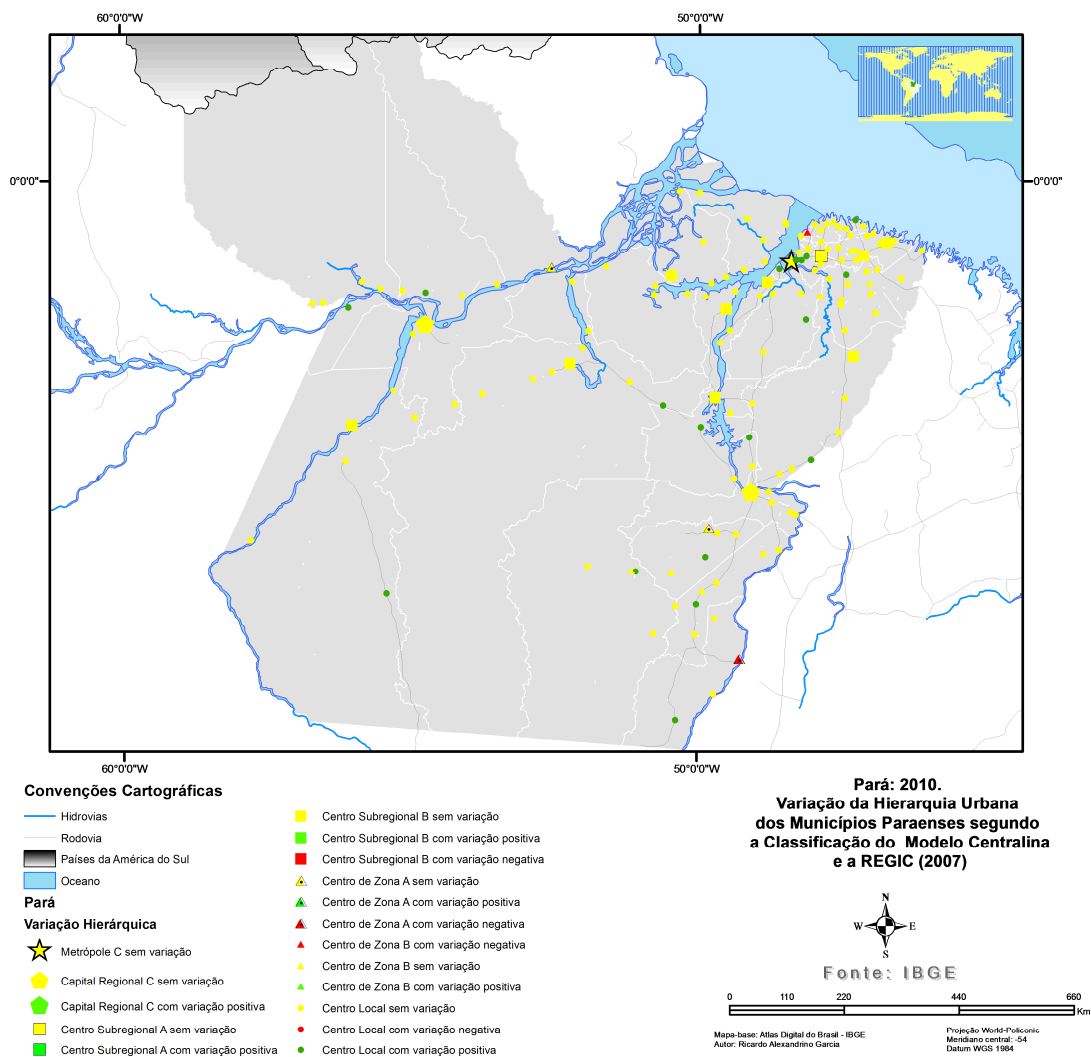 60°0'0"W
50°0'0"W
0°0'0"
0°0'0"
60°0'0"W
50°0'0"W
Convenções Cartográficas
Hidrovias
Rodovia
Países da América do Sul
Oceano
Pará
Variação Hierárquica
Metrópole C sem variação
Capital Regional C sem variação
Capital Regional C com variação positiva
Centro Subregional A sem variação
Centro Subregional A com variação positiva
Centro Subregional B sem variação
Centro Subregional B com variação positiva
Centro Subregional B com variação negativa
Centro de Zona A sem variação
Centro de Zona A com variação positiva
Centro de Zona A com variação negativa
Centro de Zona B com variação negativa
Centro de Zona B sem variação
Centro de Zona B com variação positiva
Centro Local sem variação
Centro Local com variação negativa
Centro Local com variação positiva
Pará: 2010.
Variação da Hierarquia Urbana
dos Municípios Paraenses segundo
a Classificação do Modelo Centralina
e a REGIC (2007)
N
W E
S
Fonte: IBGE
0 110 220 440 660
Km
Mapa-base: Atlas Digital do Brasil - IBGE
Autor: Ricardo Alexandrino Garcia
Projeção World-Policonic
Meridiano central: -54
Datum WGS 1984